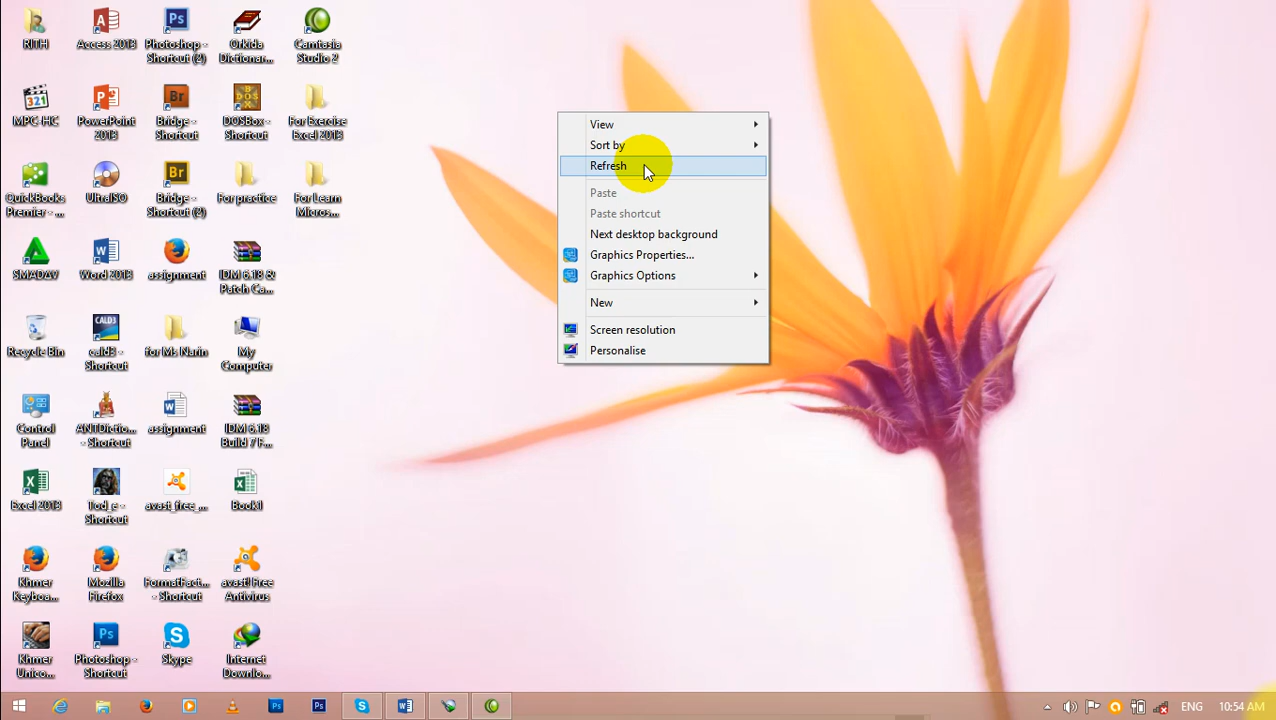 RITH
Access 2013
Photoshop -
Shortcut (2)
Orkida
Dictionar...
Camtasia
Studio 2
MPC-HC
PowerPoint
2013
Bridge -
Shortcut
DOSBox -
Shortcut
For Exercise
Excel 2013
QuickBooks
Premier - ...
UltraISO
Bridge -
Shortcut (2)
For practice
For Learn
Micros...
SMADAV
Word 2013
assignment
IDM 6.18 &
Patch Ca...
Recycle Bin
cald3 -
Shortcut
for Ms Narin
My
Computer
Control
Panel
ANTDictio...
- Shortcut
assignment
IDM 6.18
Build 7 F...
Excel 2013
Tod_e -
Shortcut
avast_free_...
Book1
Khmer
Keyboa...
Mozilla
Firefox
FormatFact...
- Shortcut
avast! Free
Antivirus
Khmer
Unico...
Photoshop -
Shortcut
Skype
Internet
Downlo...
View
Sort by
Refresh
Paste
Paste shortcut
Next desktop background
Graphics Properties...
Graphics Options
New
Screen resolution
Personalise
ENG
10:54 AM